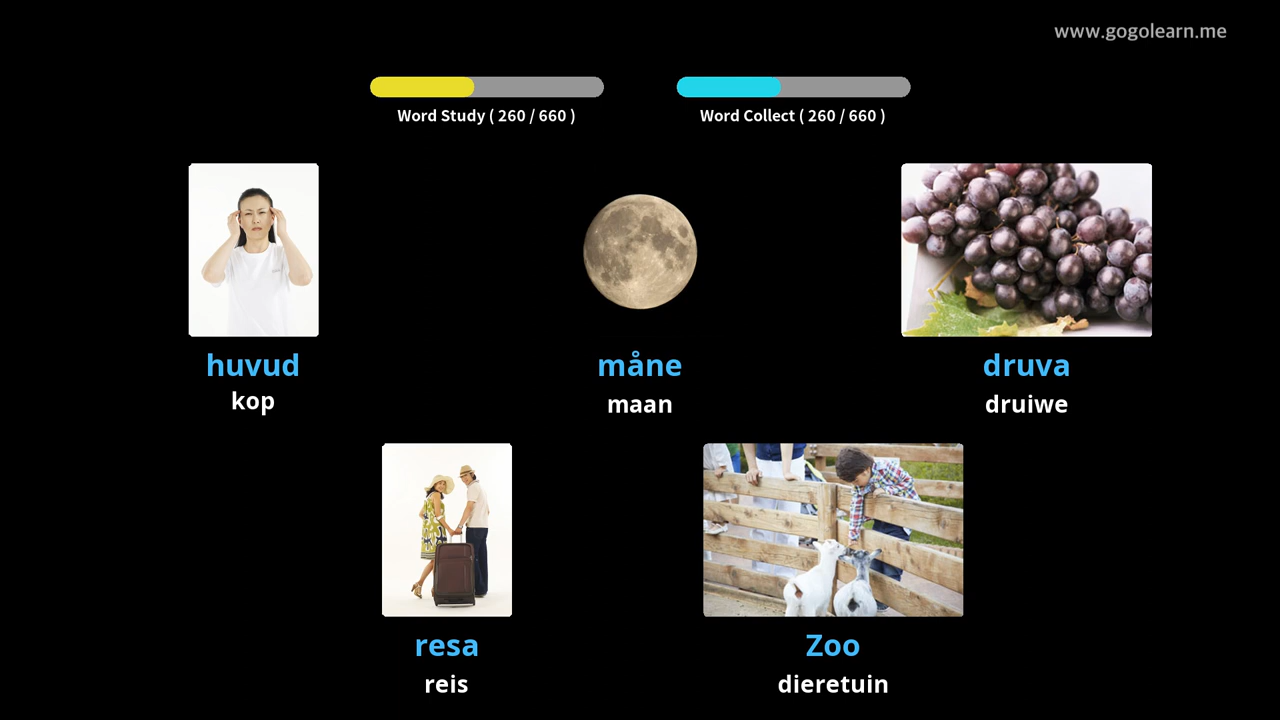 www.gogolearn.me
Word Study ( 260 / 660 )
Word Collect ( 260 / 660 )
huvud
kop
måne
maan
druva
druiwe
resa
reis
Zoo
dieretuin